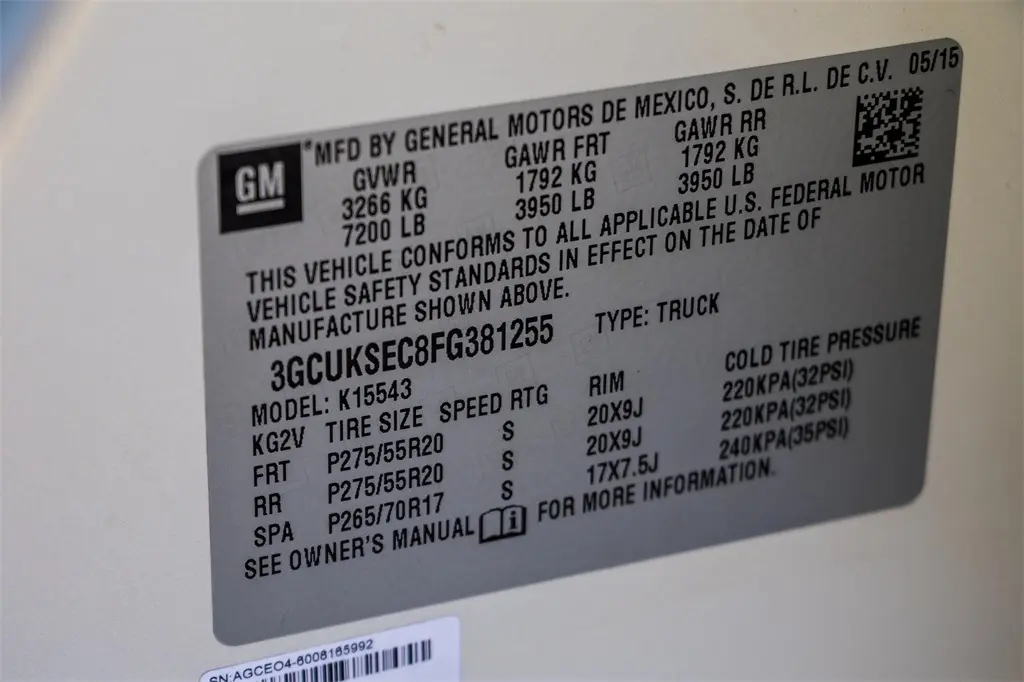 *MFD BY GENERAL MOTORS DE MEXICO, S. DE R.L. DE C.V. 05/15
GM
GVWR GAWR FRT GAWR RR
3266 KG 1792 KG 1792 KG
7200 LB 3950 LB 3950 LB
THIS VEHICLE CONFORMS TO ALL APPLICABLE U.S. FEDERAL MOTOR
VEHICLE SAFETY STANDARDS IN EFFECT ON THE DATE OF
MANUFACTURE SHOWN ABOVE.
3GCUKSEC8FG381255 TYPE: TRUCK
MODEL: K15543
KG2V TIRE SIZE SPEED RTG RIM COLD TIRE PRESSURE
FRT P275/55R20 S 20X9J 220KPA(32PSI)
RR P275/55R20 S 20X9J 220KPA(32PSI)
SPA P265/70R17 S 17X7.5J 240KPA(35PSI)
SEE OWNER'S MANUAL i FOR MORE INFORMATION.
SN:AGCEO4-6008165992